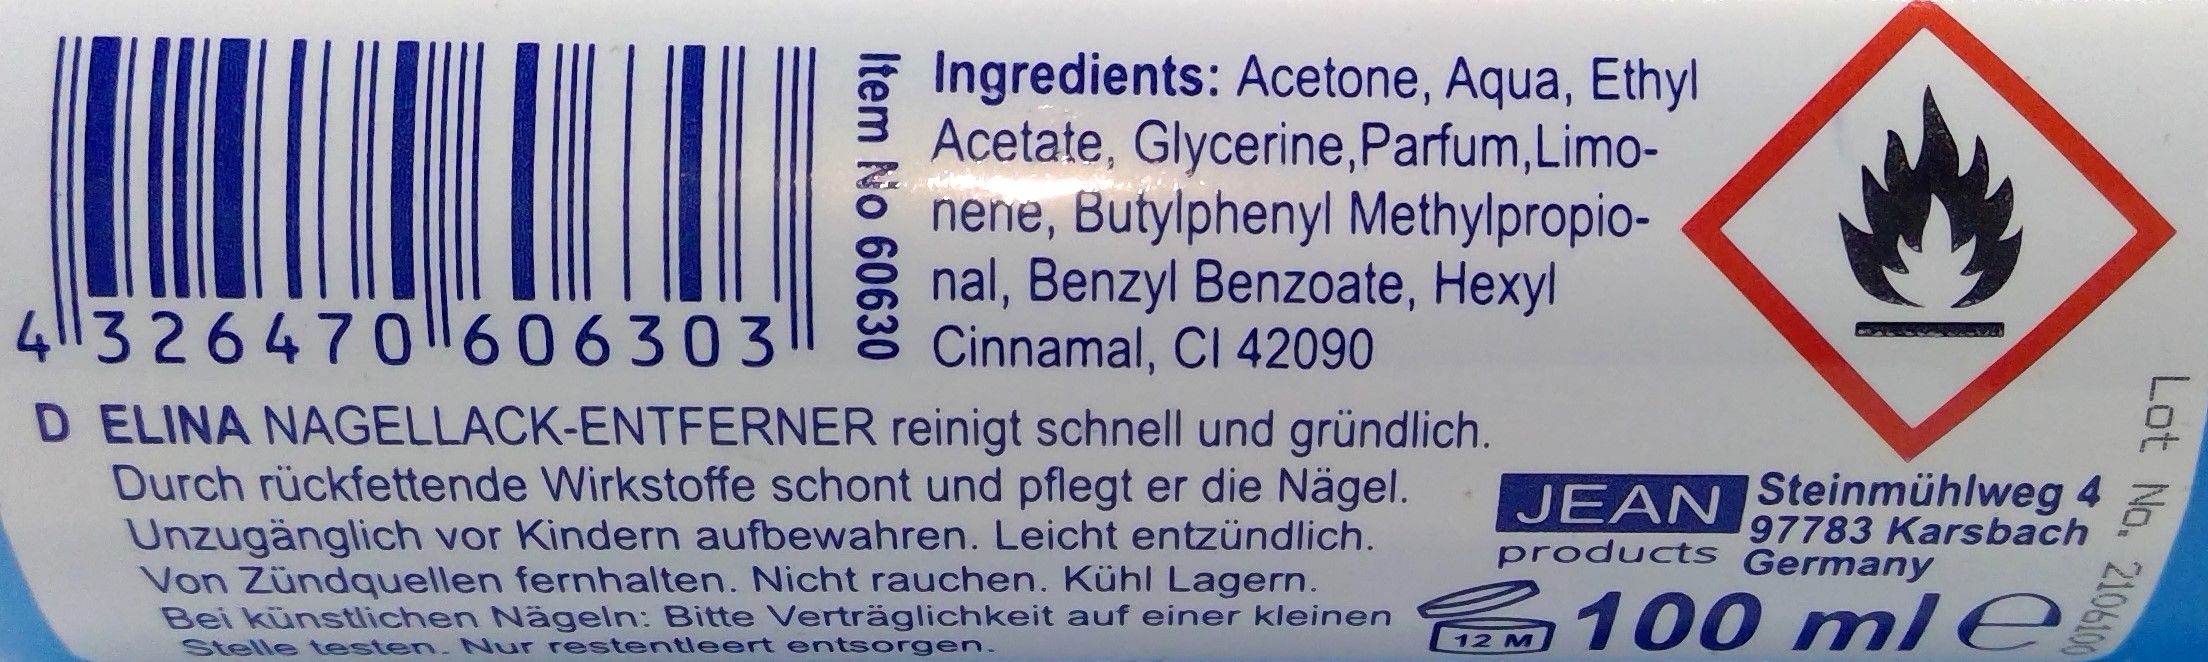 4 326470 606303
Item No 60630
Ingredients: Acetone, Aqua, Ethyl
Acetate, Glycerine,Parfum,Limo-
nene, Butylphenyl Methylpropio-
nal, Benzyl Benzoate, Hexyl
Cinnamal, CI 42090
D ELINA NAGELLACK-ENTFERNER reinigt schnell und gründlich.
Durch rückfettende Wirkstoffe schont und pflegt er die Nägel.
Unzugänglich vor Kindern aufbewahren. Leicht entzündlich.
Von Zündquellen fernhalten. Nicht rauchen. Kühl Lagern.
Bei künstlichen Nägeln: Bitte Verträglichkeit auf einer kleinen
Stelle testen. Nur restentleert entsorgen.
JEAN
products
Steinmühlweg 4
97783 Karsbach
Germany
12 M
100 ml e
Lot No. 2106100